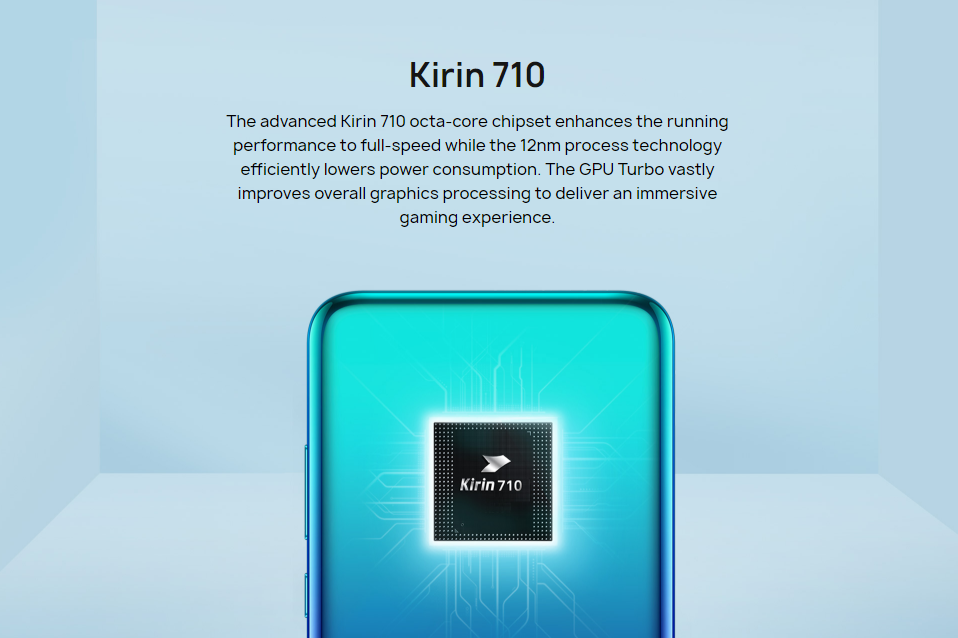 Kirin 710
The advanced Kirin 710 octa-core chipset enhances the running
performance to full-speed while the 12nm process technology
efficiently lowers power consumption. The GPU Turbo vastly
improves overall graphics processing to deliver an immersive
gaming experience.
Kirin 710